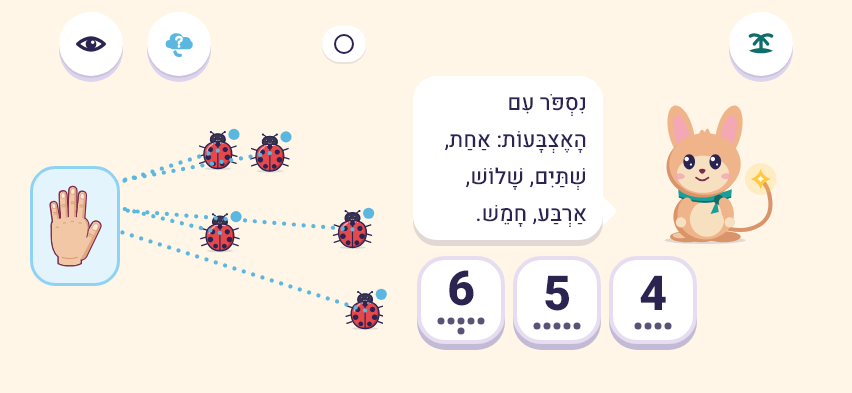 ?
נִסְפֹּר עִם
הָאֶצְבָּעוֹת: אַחַת,
שְׁתַּיִם, שָׁלוֹשׁ,
אַרְבַּע, חָמֵשׁ.
6 5 4